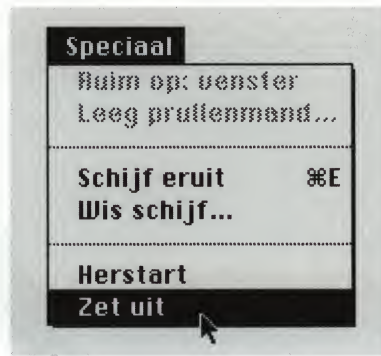 Speciaal
Ruim op: venster
Leeg prullenmand...
Schijf eruit ⌘E
Wis schijf...
Herstart
Zet uit